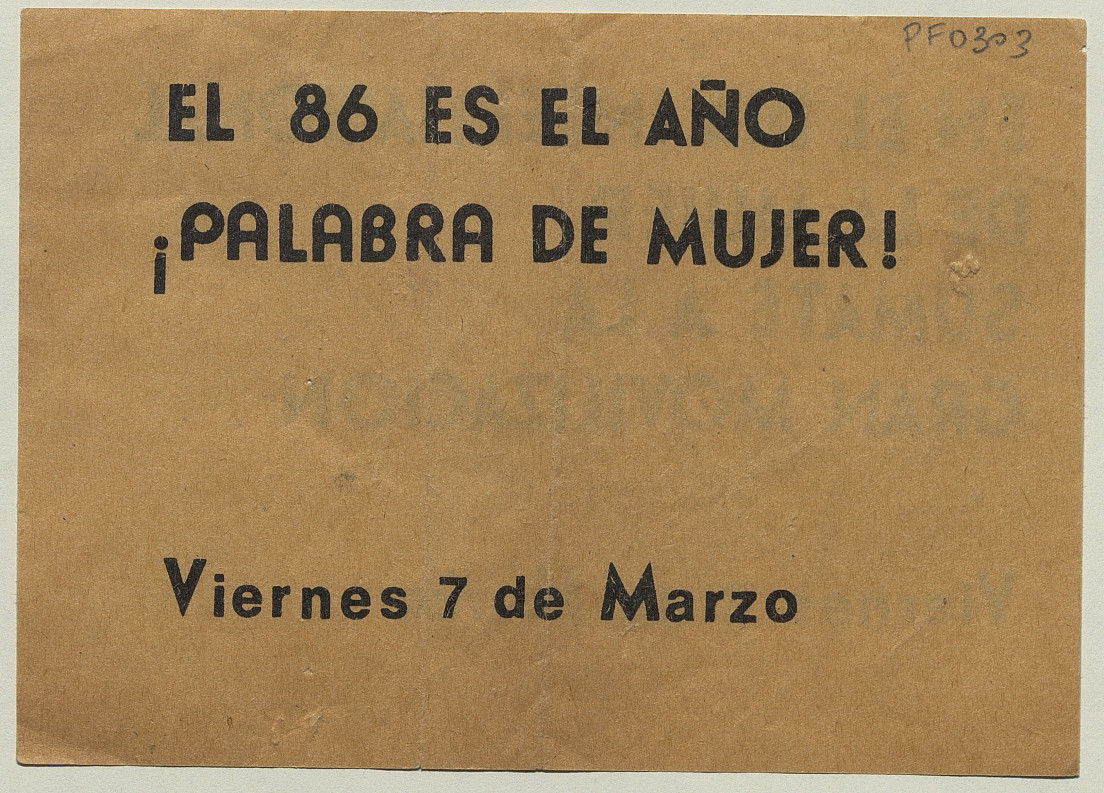 PF0303
EL 86 ES EL AÑO
¡PALABRA DE MUJER!
Viernes 7 de Marzo